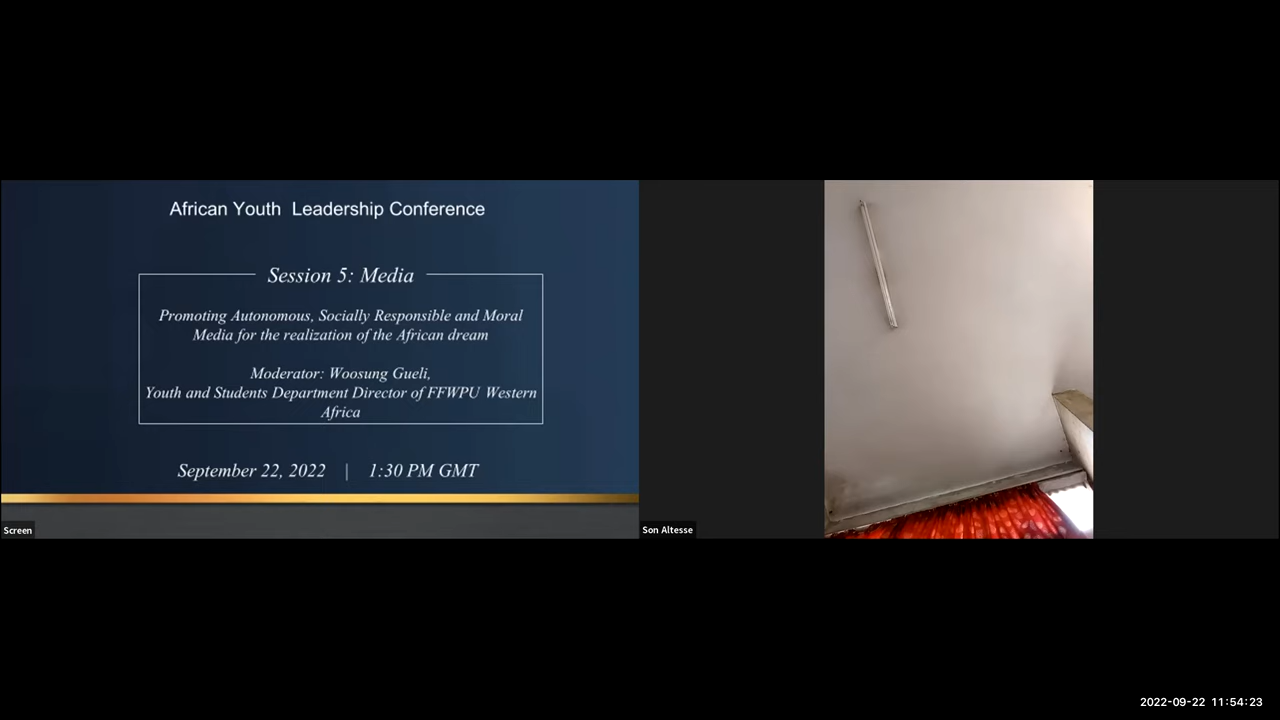 African Youth Leadership Conference
Session 5: Media
Promoting Autonomous, Socially Responsible and Moral
Media for the realization of the African dream
Moderator: Woosung Gueli,
Youth and Students Department Director of FFWPU Western
Africa
September 22, 2022 | 1:30 PM GMT
Screen
Son Altesse
2022-09-22 11:54:23